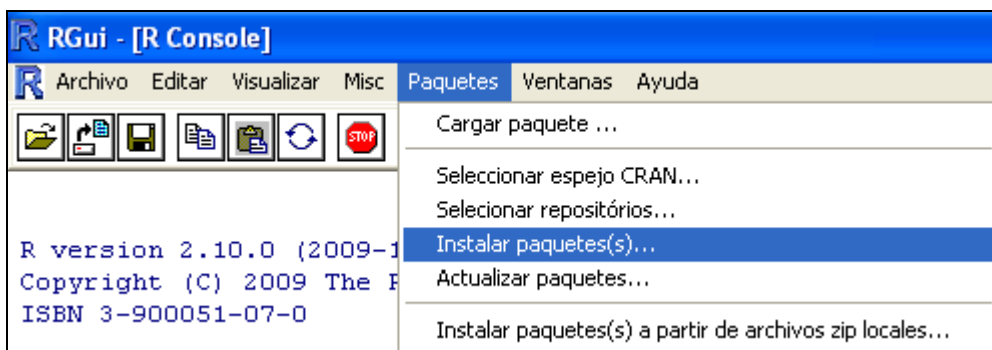 RGui - [R Console]
Archivo Editar Visualizar Misc Paquetes Ventanas Ayuda
STOP
Cargar paquete ...
Seleccionar espejo CRAN...
Selecionar repositórios...
Instalar paquetes(s)...
Actualizar paquetes...
Instalar paquetes(s) a partir de archivos zip locales...
R version 2.10.0 (2009-1
Copyright (C) 2009 The
ISBN 3-900051-07-0